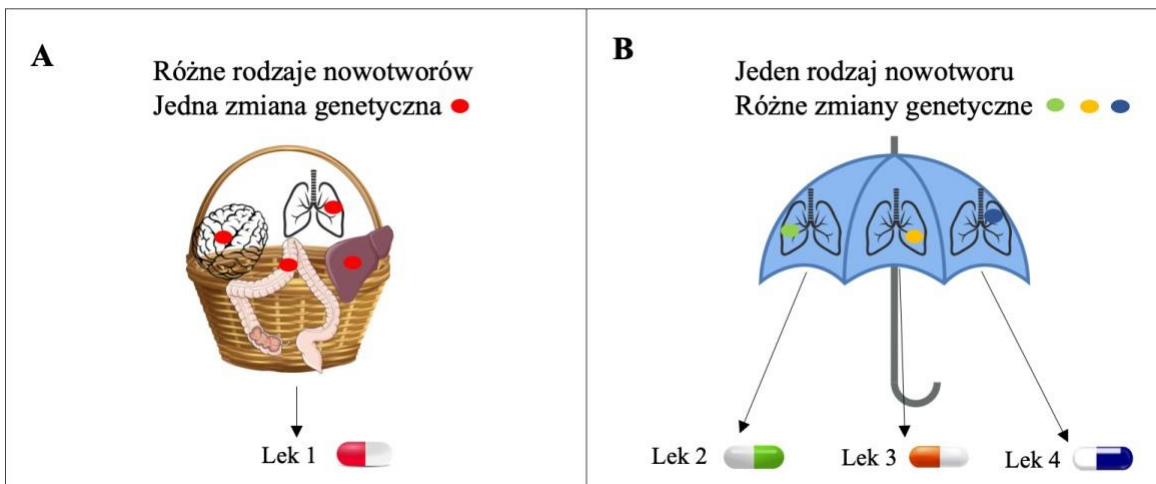 A
Różne rodzaje nowotworów
Jedna zmiana genetyczna
Lek 1
B
Jeden rodzaj nowotworu
Różne zmiany genetyczne
Lek 2
Lek 3
Lek 4